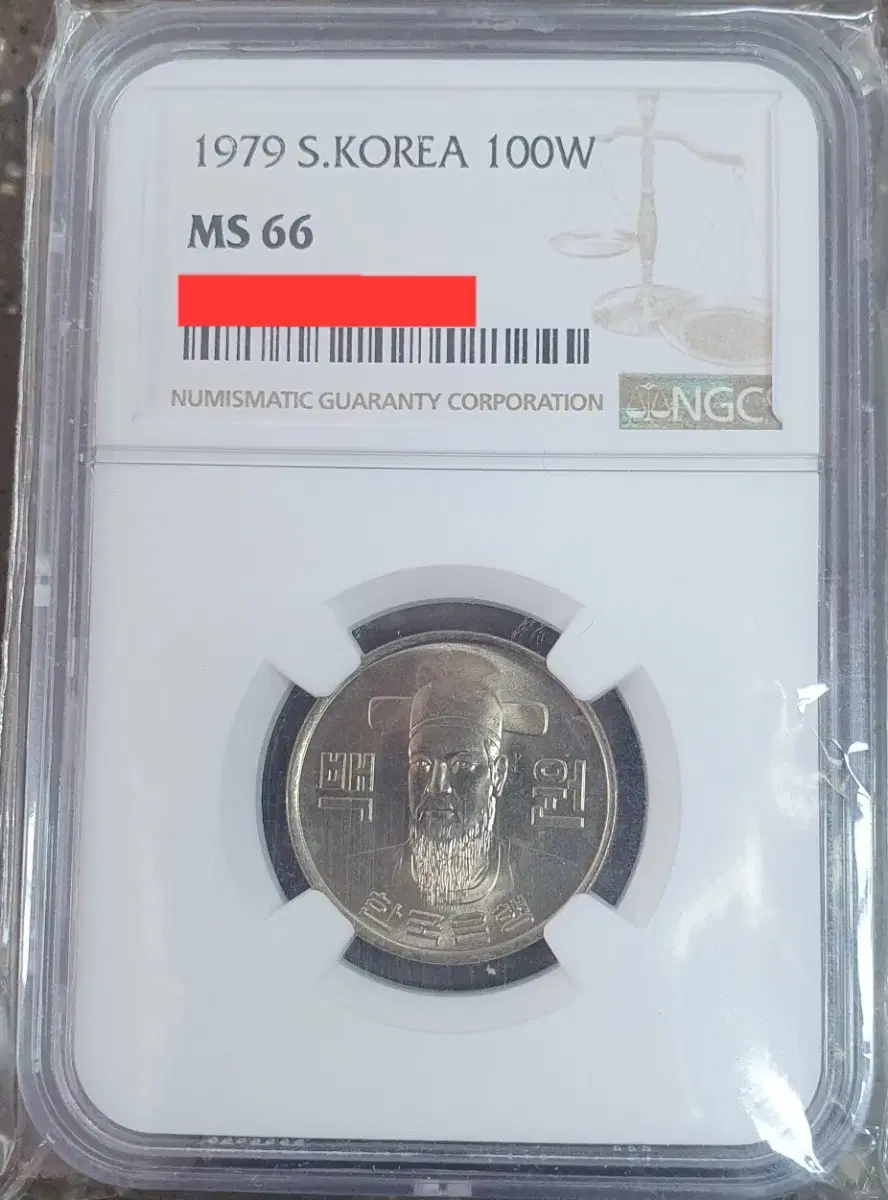 1979 S.KOREA 100W
MS 66
NUMISMATIC GUARANTY CORPORATION
NGC
백 원
한국은행